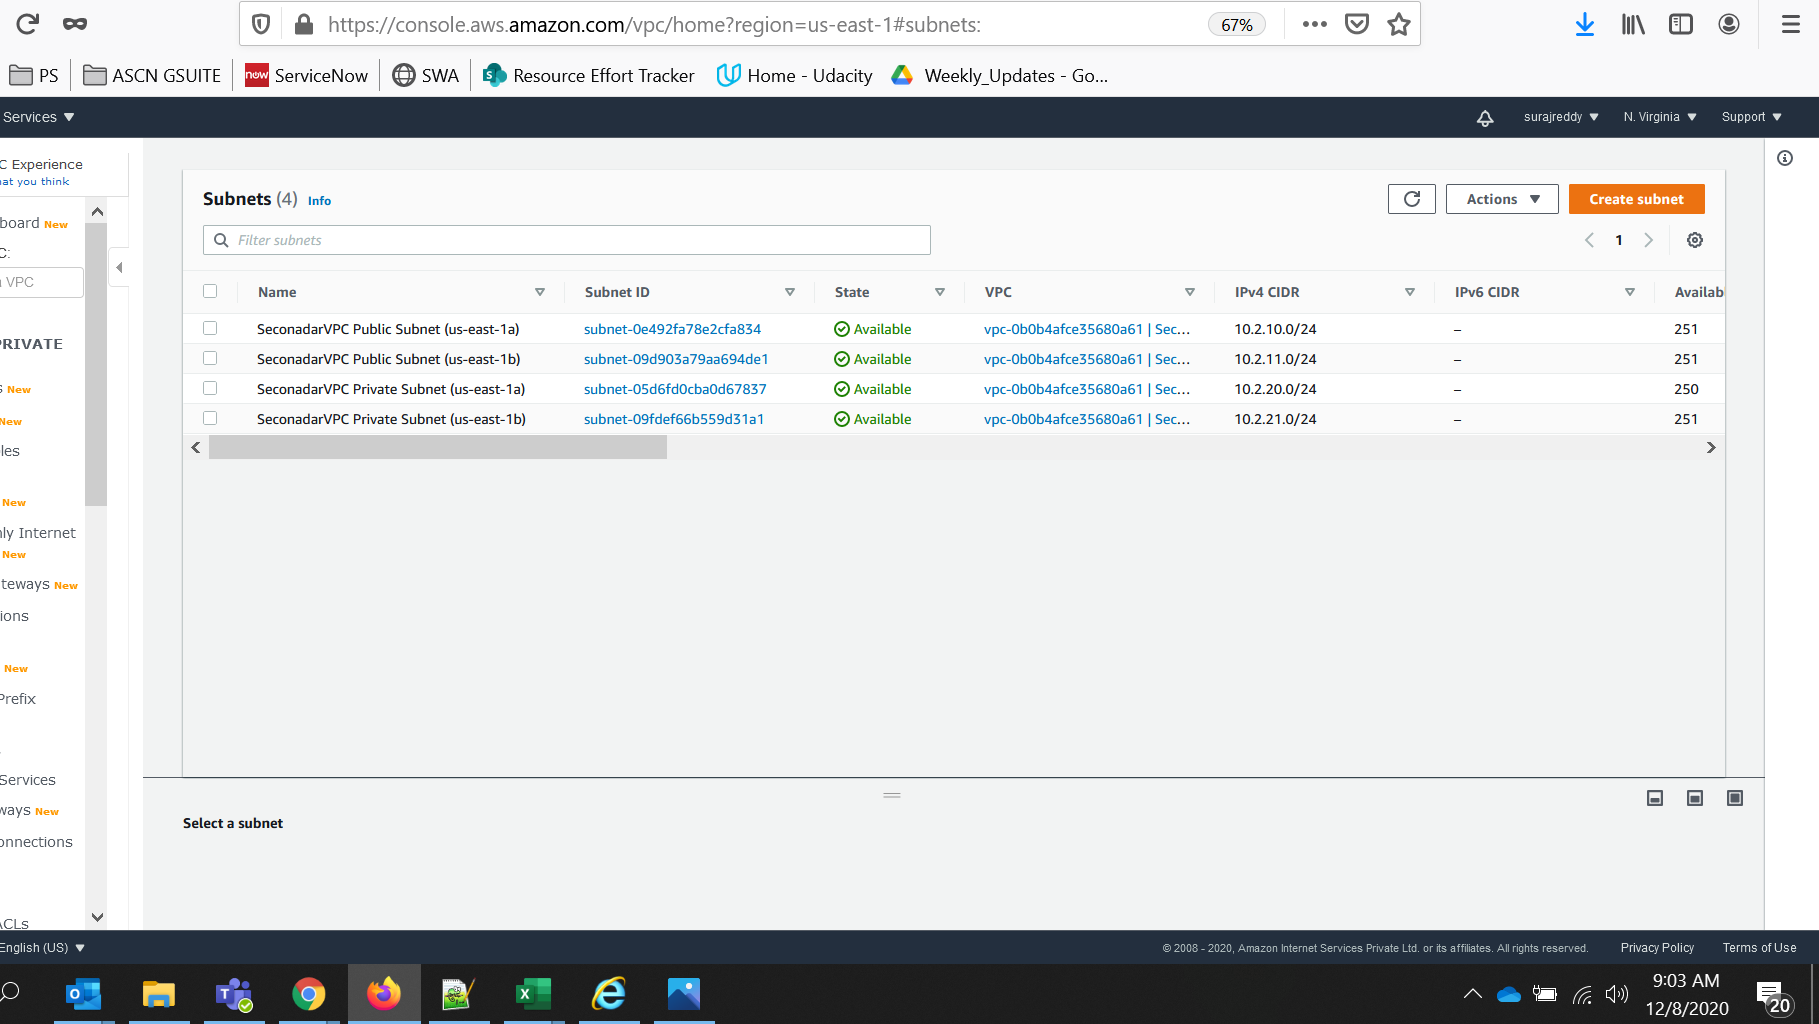 https://console.aws.amazon.com/vpc/home?region=us-east-1#subnets:
67%
PS
ASCN GSUITE
now ServiceNow
SWA
Resource Effort Tracker
Home - Udacity
Weekly_Updates - Go...
Services
surajreddy
N. Virginia
Support
C Experience
hat you think
board New
C:
VPC
PRIVATE
s New
New
les
New
nly Internet
New
teways New
ions
New
Prefix
Services
ways New
onnections
ACLs
Subnets (4) Info
Actions
Create subnet
Filter subnets
1
Name Subnet ID State VPC IPv4 CIDR IPv6 CIDR Availab
SeconadarVPC Public Subnet (us-east-1a) subnet-0e492fa78e2cfa834 Available vpc-0b0b4afce35680a61 | Sec... 10.2.10.0/24 – 251
SeconadarVPC Public Subnet (us-east-1b) subnet-09d903a79aa694de1 Available vpc-0b0b4afce35680a61 | Sec... 10.2.11.0/24 – 251
SeconadarVPC Private Subnet (us-east-1a) subnet-05d6fd0cba0d67837 Available vpc-0b0b4afce35680a61 | Sec... 10.2.20.0/24 – 250
SeconadarVPC Private Subnet (us-east-1b) subnet-09fdef66b559d31a1 Available vpc-0b0b4afce35680a61 | Sec... 10.2.21.0/24 – 251
Select a subnet
English (US)
© 2008 - 2020, Amazon Internet Services Private Ltd. or its affiliates. All rights reserved.
Privacy Policy
Terms of Use
9:03 AM
12/8/2020
20